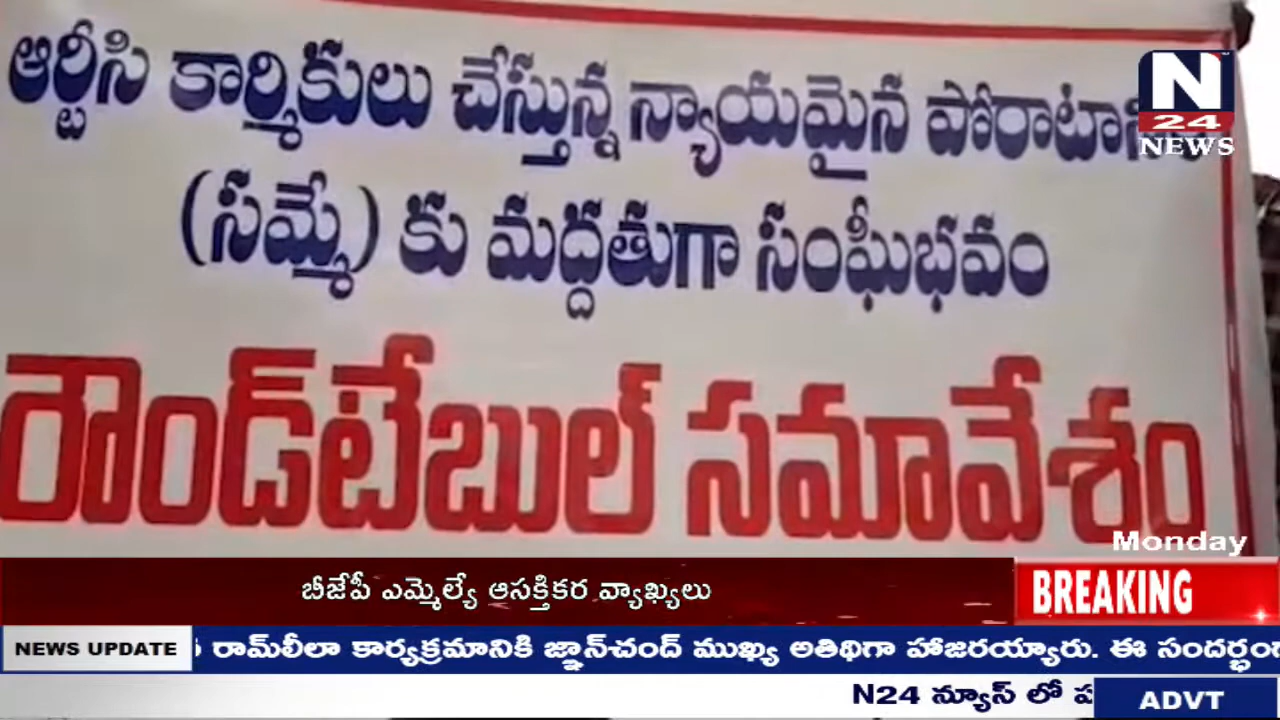 ఆర్టీసి కార్మికులు చేస్తున్న న్యాయమైన
N
24
NEWS
(సమ్మె) కు మద్దతుగా సంఘీభవం
రౌండ్‌టేబుల్ సమావేశం
Monday
బీజేపీ ఎమ్మెల్యే ఆసక్తికర వ్యాఖ్యలు
BREAKING
NEWS UPDATE
రామ్‌లీలా కార్యక్రమానికి జ్ఞాన్‌చంద్ ముఖ్య అతిథిగా హాజరయ్యారు. ఈ
N24 న్యూస్ లో
ADVT